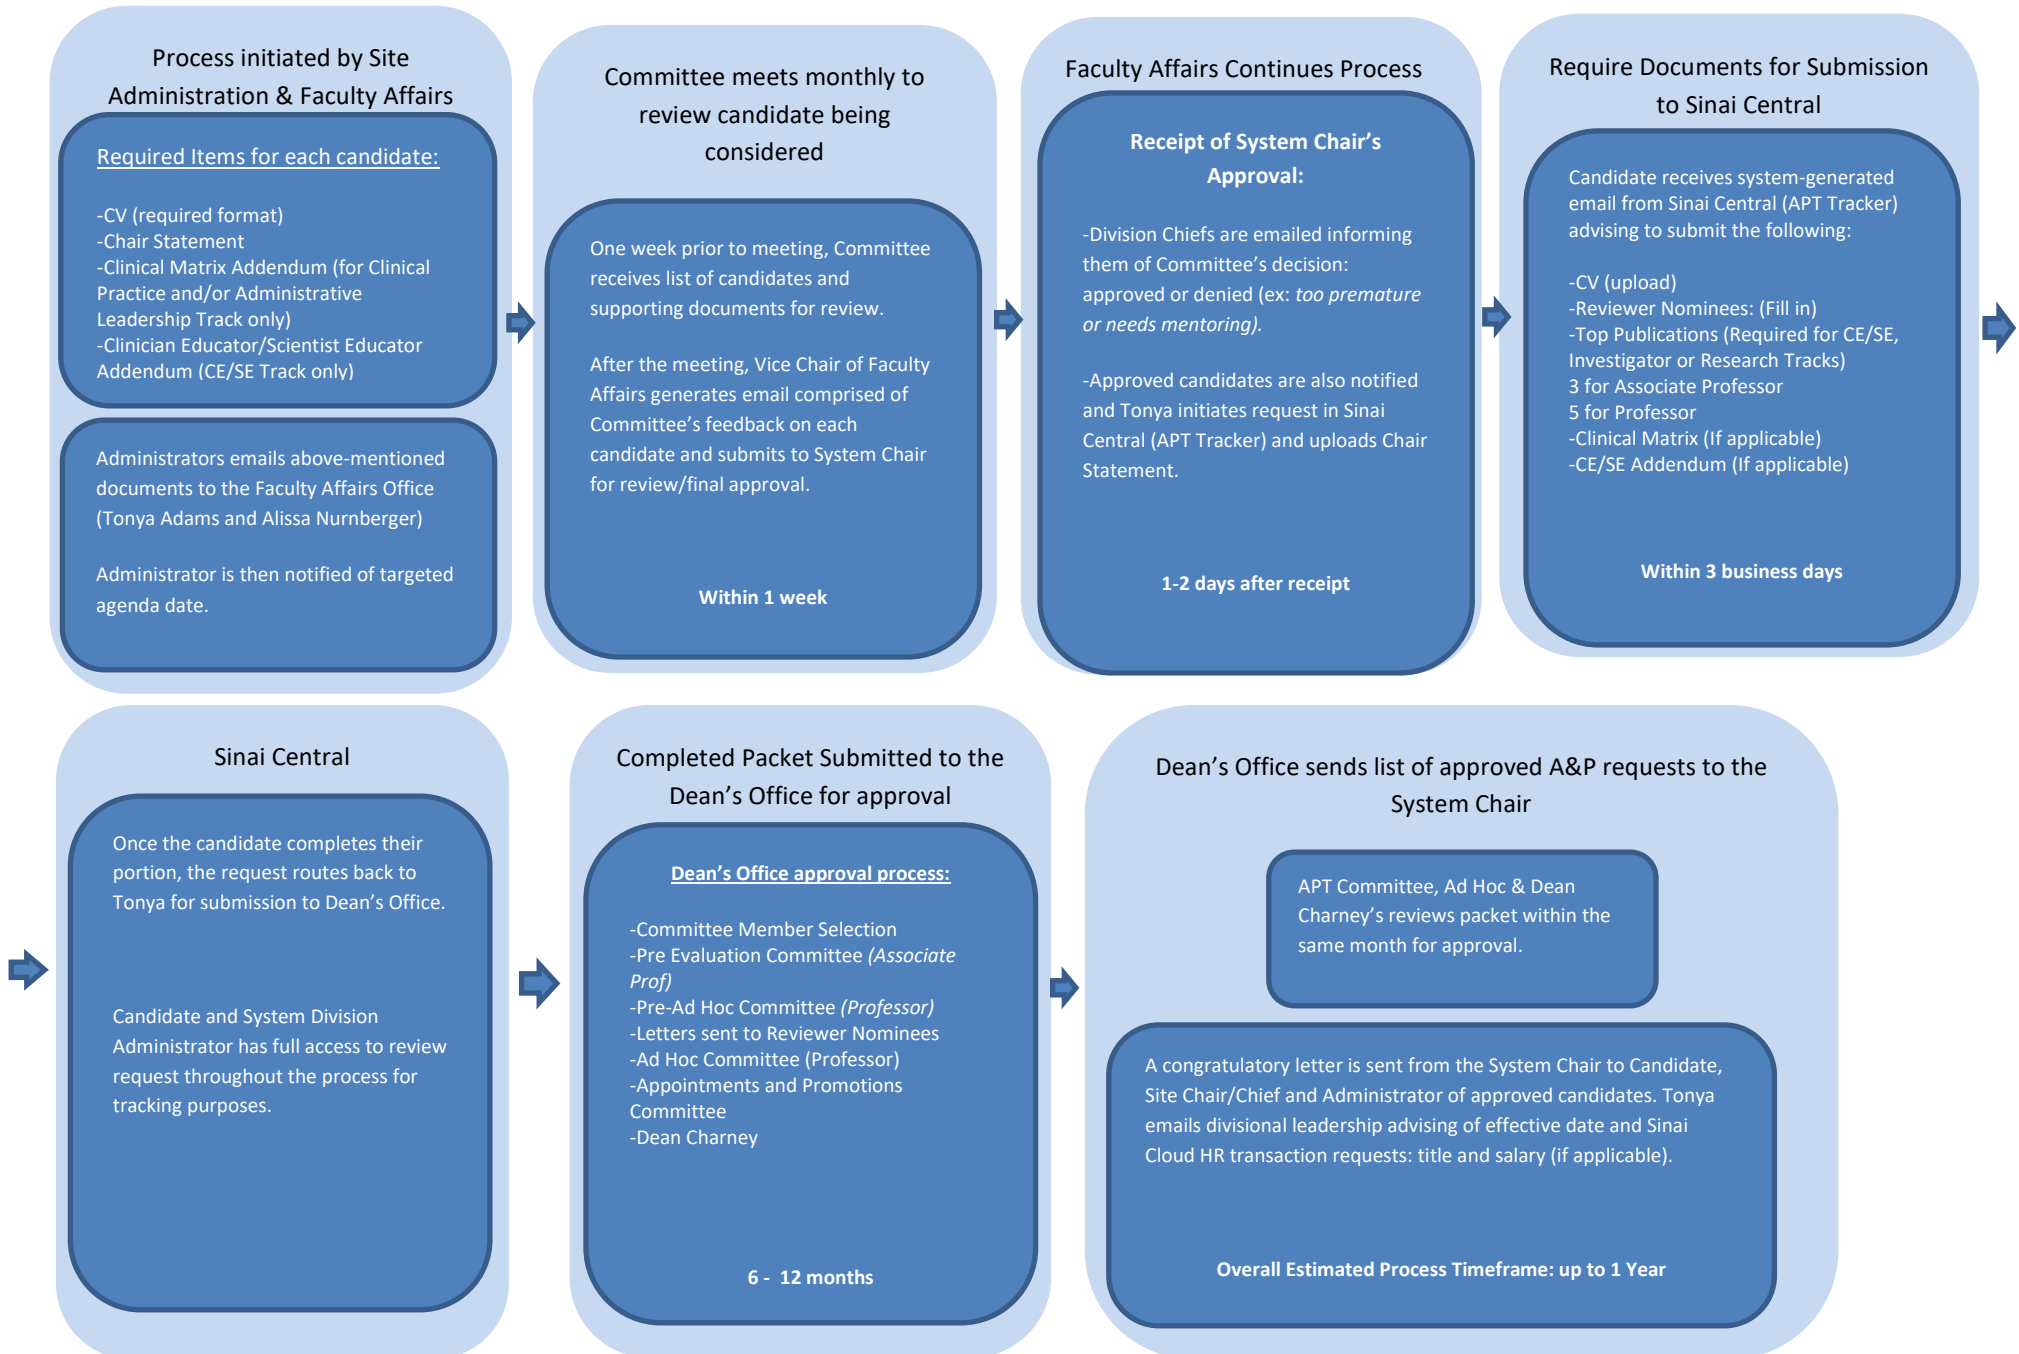 Process initiated by Site
Administration & Faculty Affairs
Required Items for each candidate:
-CV (required format)
-Chair Statement
-Clinical Matrix Addendum (for Clinical
Practice and/or Administrative
Leadership Track only)
-Clinician Educator/Scientist Educator
Addendum (CE/SE Track only)
Administrators emails above-mentioned
documents to the Faculty Affairs Office
(Tonya Adams and Alissa Nurnberger)
Administrator is then notified of targeted
agenda date.
Committee meets monthly to
review candidate being
considered
One week prior to meeting, Committee
receives list of candidates and
supporting documents for review.
After the meeting, Vice Chair of Faculty
Affairs generates email comprised of
Committee's feedback on each
candidate and submits to System Chair
for review/final approval.
Within 1 week
Faculty Affairs Continues Process
Receipt of System Chair's
Approval:
-Division Chiefs are emailed informing
them of Committee's decision:
approved or denied (ex: too premature
or needs mentoring).
-Approved candidates are also notified
and Tonya initiates request in Sinai
Central (APT Tracker) and uploads Chair
Statement.
1-2 days after receipt
Require Documents for Submission
to Sinai Central
Candidate receives system-generated
email from Sinai Central (APT Tracker)
advising to submit the following:
-CV (upload)
-Reviewer Nominees: (Fill in)
-Top Publications (Required for CE/SE,
Investigator or Research Tracks)
3 for Associate Professor
5 for Professor
-Clinical Matrix (If applicable)
-CE/SE Addendum (If applicable)
Within 3 business days
Sinai Central
Once the candidate completes their
portion, the request routes back to
Tonya for submission to Dean's Office.
Candidate and System Division
Administrator has full access to review
request throughout the process for
tracking purposes.
Completed Packet Submitted to the
Dean's Office for approval
Dean's Office approval process:
-Committee Member Selection
-Pre Evaluation Committee (Associate
Prof)
-Pre-Ad Hoc Committee (Professor)
-Letters sent to Reviewer Nominees
-Ad Hoc Committee (Professor)
-Appointments and Promotions
Committee
-Dean Charney
6 -  12 months
Dean's Office sends list of approved A&P requests to the
System Chair
APT Committee, Ad Hoc & Dean
Charney's reviews packet within the
same month for approval.
A congratulatory letter is sent from the System Chair to Candidate,
Site Chair/Chief and Administrator of approved candidates. Tonya
emails divisional leadership advising of effective date and Sinai
Cloud HR transaction requests: title and salary (if applicable).
Overall Estimated Process Timeframe: up to 1 Year